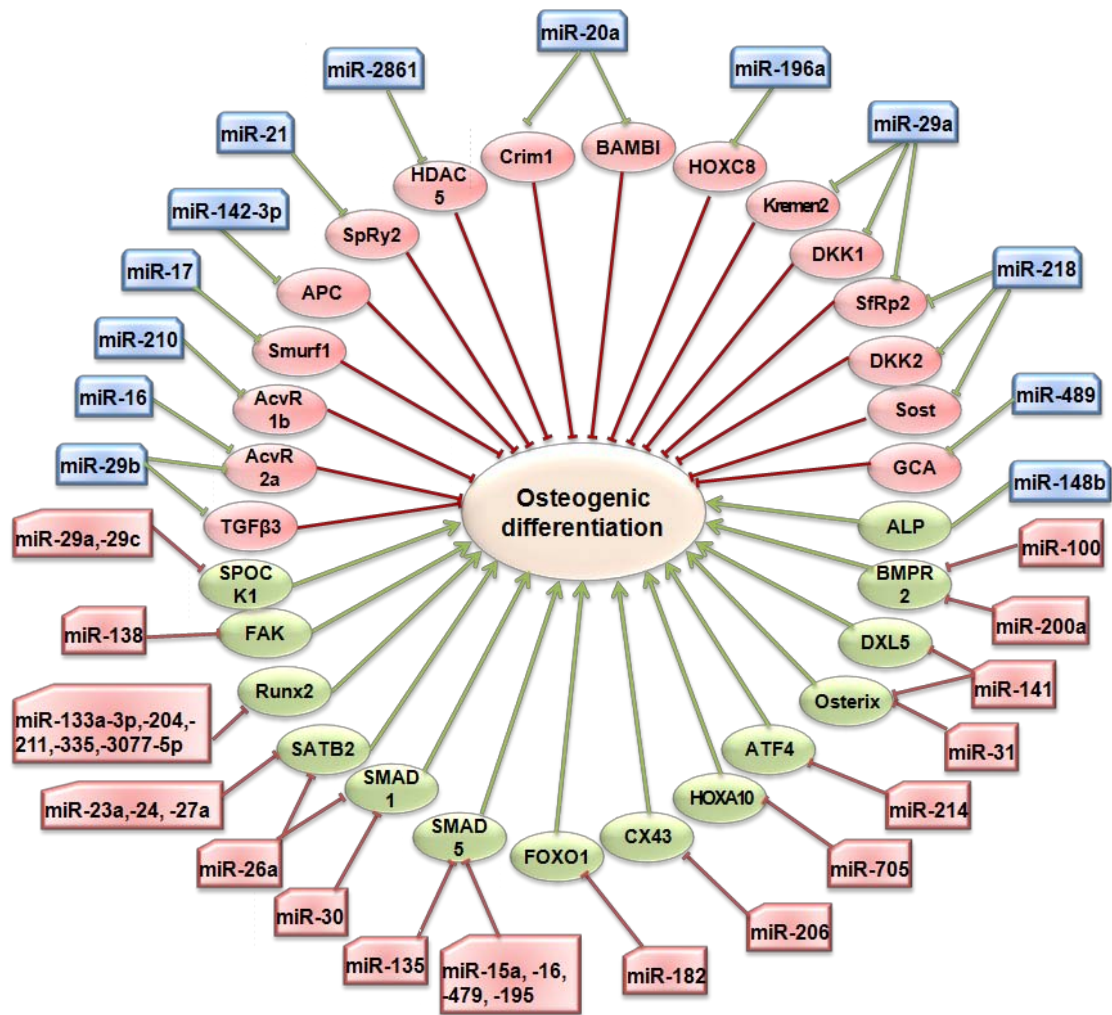 miR-20a
miR-2861
miR-196a
miR-21
miR-29a
Crim1
BAMBI
HOXC8
HDAC
5
miR-142-3p
Kremen2
SpRy2
DKK1
miR-17
miR-218
APC
SfRp2
miR-210
Smurf1
DKK2
miR-16
AcvR
1b
Sost
miR-489
miR-29b
AcvR
2a
GCA
miR-148b
Osteogenic
differentiation
TGFβ3
ALP
miR-29a,-29c
miR-100
SPOC
K1
BMPR
2
miR-138
FAK
miR-200a
DXL5
Runx2
miR-141
Osterix
miR-133a-3p,-204,-
211,-335,-3077-5p
SATB2
ATF4
miR-31
SMAD
1
HOXA10
miR-23a,-24, -27a
miR-214
SMAD
5
CX43
FOXO1
miR-26a
miR-705
miR-30
miR-206
miR-135
miR-15a, -16,
-479, -195
miR-182